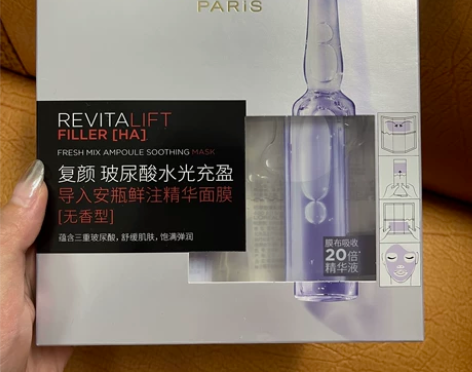 PARIS
REVITALIFT
FILLER [HA]
FRESH MIX AMPOULE SOOTHING MASK
复颜 玻尿酸水光充盈
导入安瓶鲜注精华面膜
[无香型]
蕴含三重玻尿酸,舒缓肌肤,饱满弹润
膜布吸收
20倍*
精华液